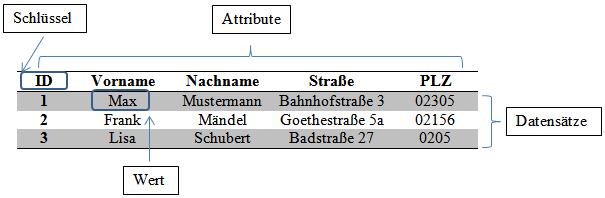 Schlüssel
Attribute
ID Vorname Nachname Straße PLZ
1 Max Mustermann Bahnhofstraße 3 02305
2 Frank Mändel Goethestraße 5a 02156
3 Lisa Schubert Badstraße 27 0205
Datensätze
Wert